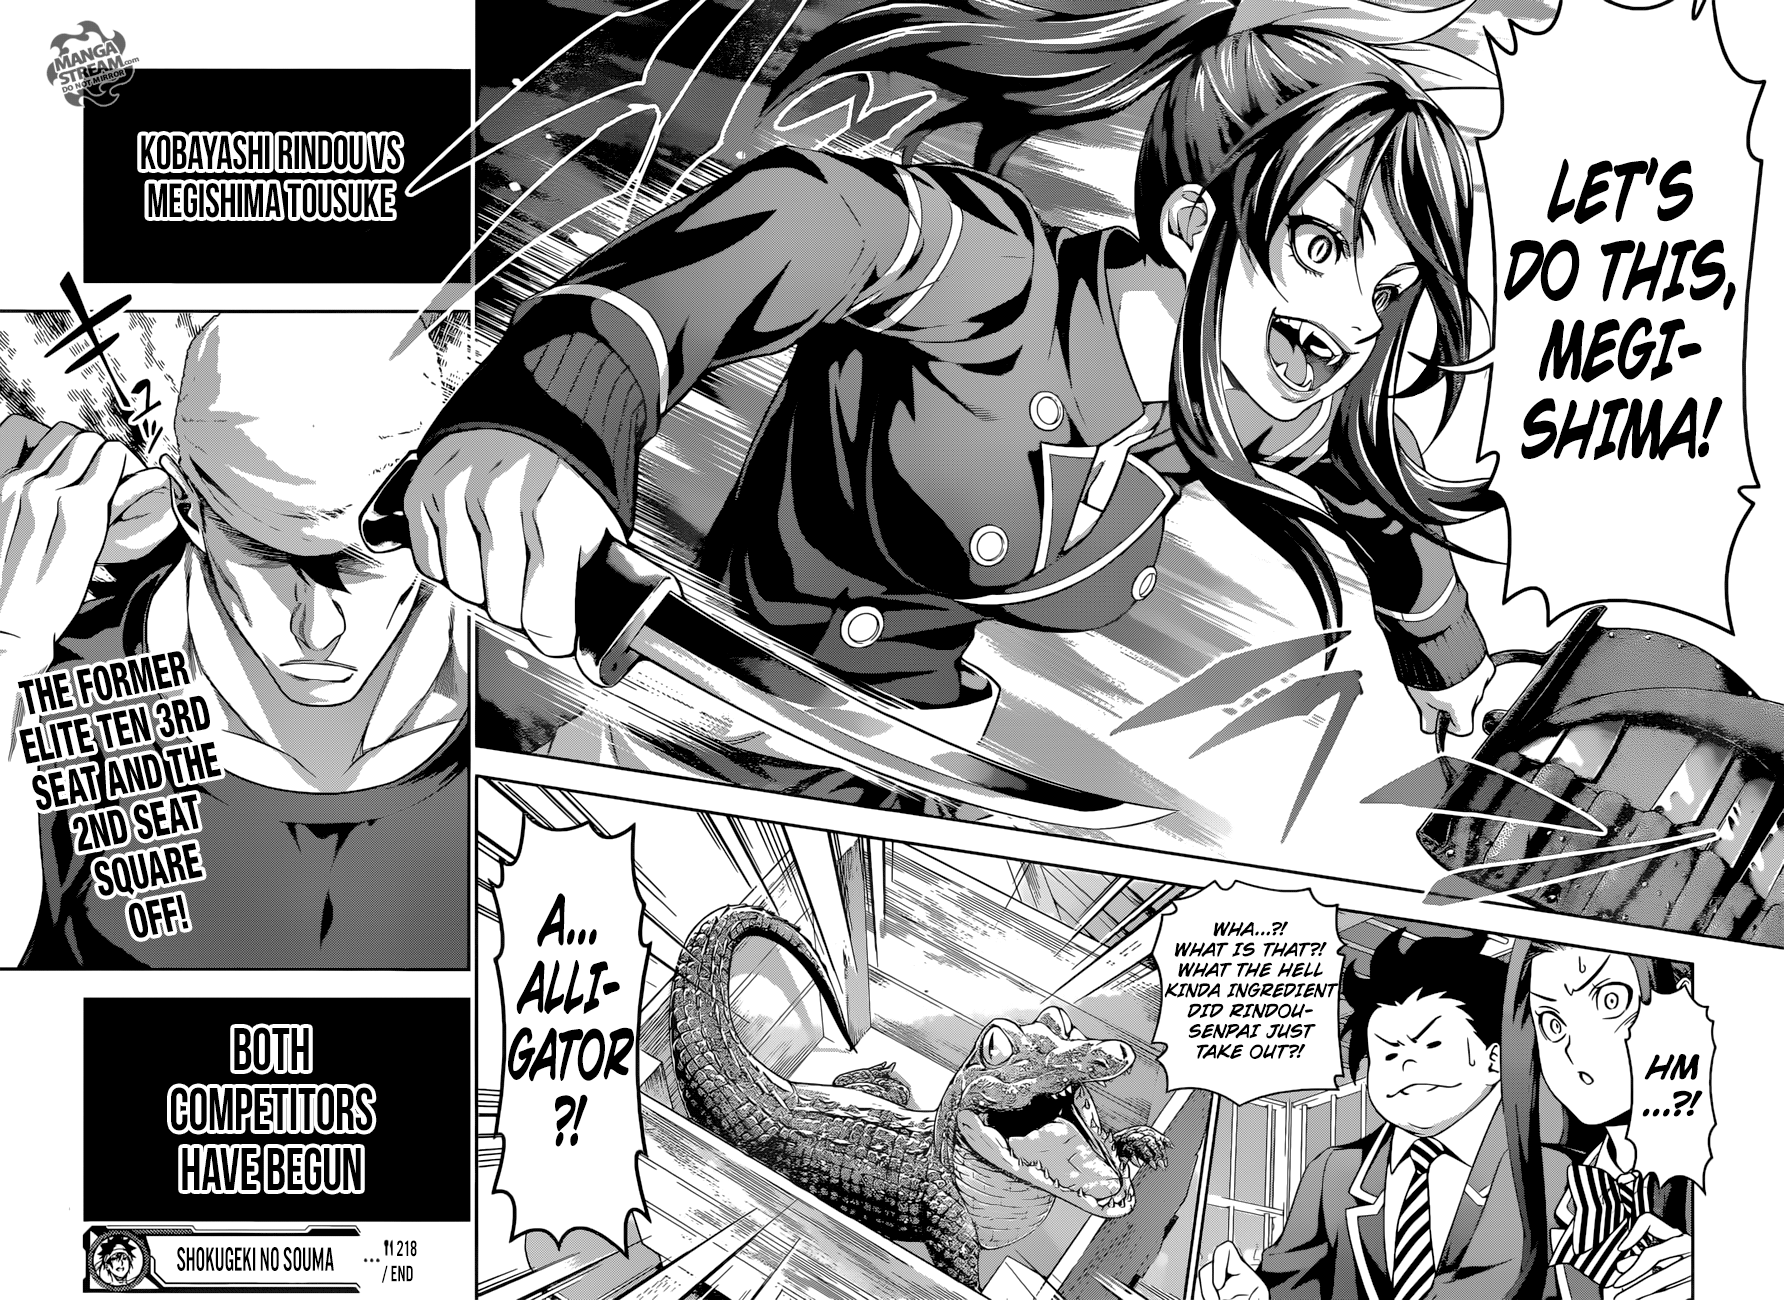 LET'S
DO THIS,
MEGI-
SHIMA!
HM
...?!
WHA...?!
WHAT IS THAT?!
WHAT THE HELL
KINDA INGREDIENT
DID RINDOU-
SENPAI JUST
TAKE OUT?!
A...
ALLI-
GATOR
?!
MANGA
STREAM.com
DO NOT MIRROR
KOBAYASHI RINDOU VS
MEGISHIMA TOUSUKE
THE FORMER
ELITE TEN 3RD
SEAT AND THE
2ND SEAT
SQUARE
OFF!
BOTH
COMPETITORS
HAVE BEGUN
SHOKUGEKI NO SOUMA
... 218
/ END